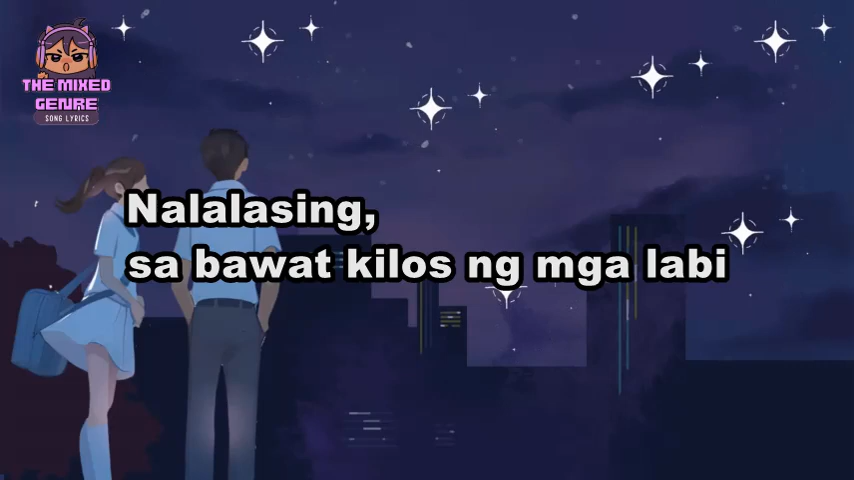 THE MIXED
GENRE
SONG LYRICS
Nalalasing,
sa bawat kilos ng mga labi